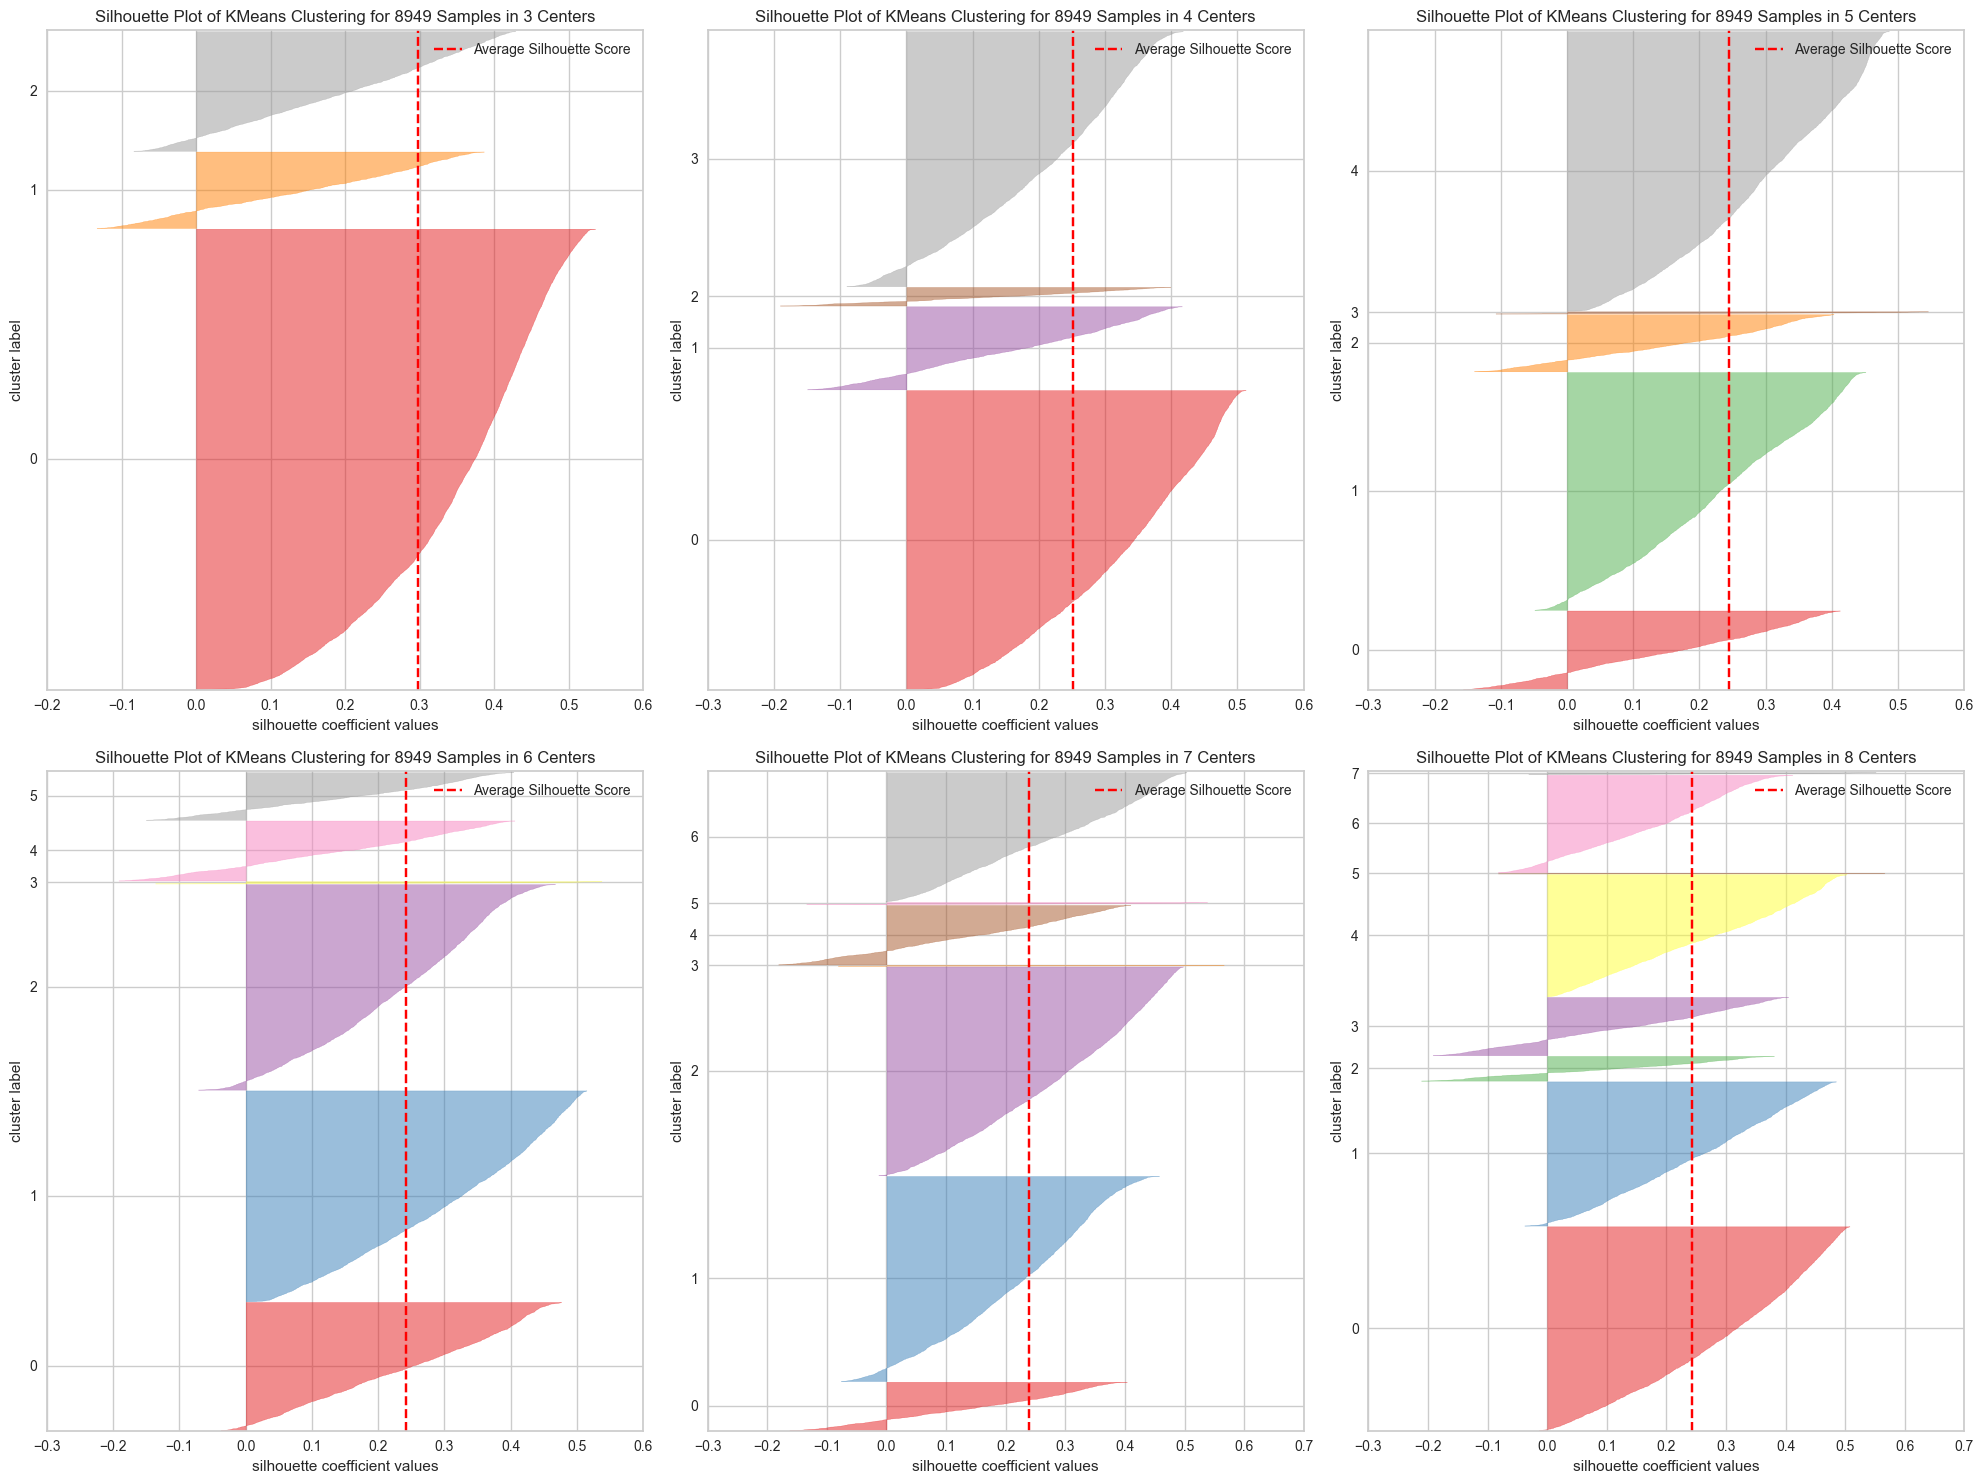 Silhouette Plot of KMeans Clustering for 8949 Samples in 3 Centers
Average Silhouette Score
2
1
0
cluster label
−0.2 −0.1 0.0 0.1 0.2 0.3 0.4 0.5 0.6
silhouette coefficient values
Silhouette Plot of KMeans Clustering for 8949 Samples in 4 Centers
Average Silhouette Score
3
2
1
0
cluster label
−0.3 −0.2 −0.1 0.0 0.1 0.2 0.3 0.4 0.5 0.6
silhouette coefficient values
Silhouette Plot of KMeans Clustering for 8949 Samples in 5 Centers
Average Silhouette Score
4
3
2
1
0
cluster label
−0.3 −0.2 −0.1 0.0 0.1 0.2 0.3 0.4 0.5 0.6
silhouette coefficient values
Silhouette Plot of KMeans Clustering for 8949 Samples in 6 Centers
Average Silhouette Score
5
4
3
2
1
0
cluster label
−0.3 −0.2 −0.1 0.0 0.1 0.2 0.3 0.4 0.5 0.6
silhouette coefficient values
Silhouette Plot of KMeans Clustering for 8949 Samples in 7 Centers
Average Silhouette Score
6
5
4
3
2
1
0
cluster label
−0.3 −0.2 −0.1 0.0 0.1 0.2 0.3 0.4 0.5 0.6 0.7
silhouette coefficient values
Silhouette Plot of KMeans Clustering for 8949 Samples in 8 Centers
Average Silhouette Score
7
6
5
4
3
2
1
0
cluster label
−0.3 −0.2 −0.1 0.0 0.1 0.2 0.3 0.4 0.5 0.6 0.7
silhouette coefficient values